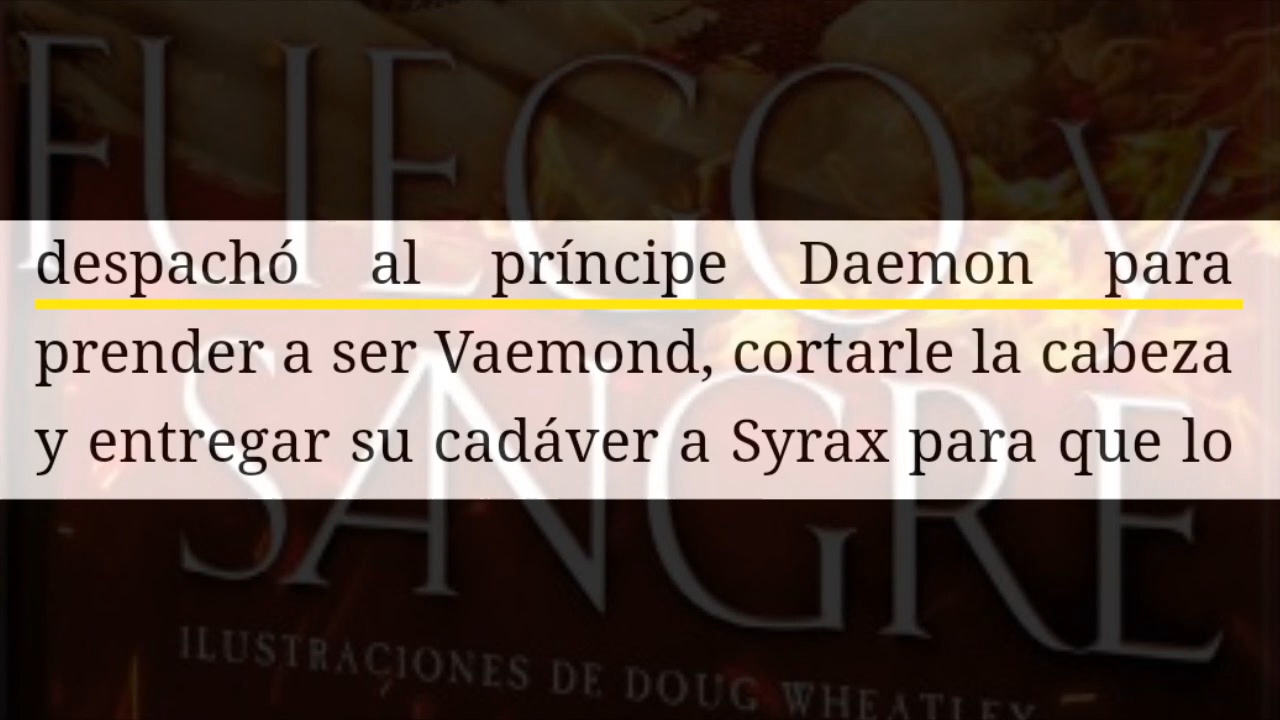 FUEGO Y
despachó al príncipe Daemon para
prender a ser Vaemond, cortarle la cabeza
y entregar su cadáver a Syrax para que lo
SANGRE
ILUSTRACIONES DE DOUG WHEATLEY